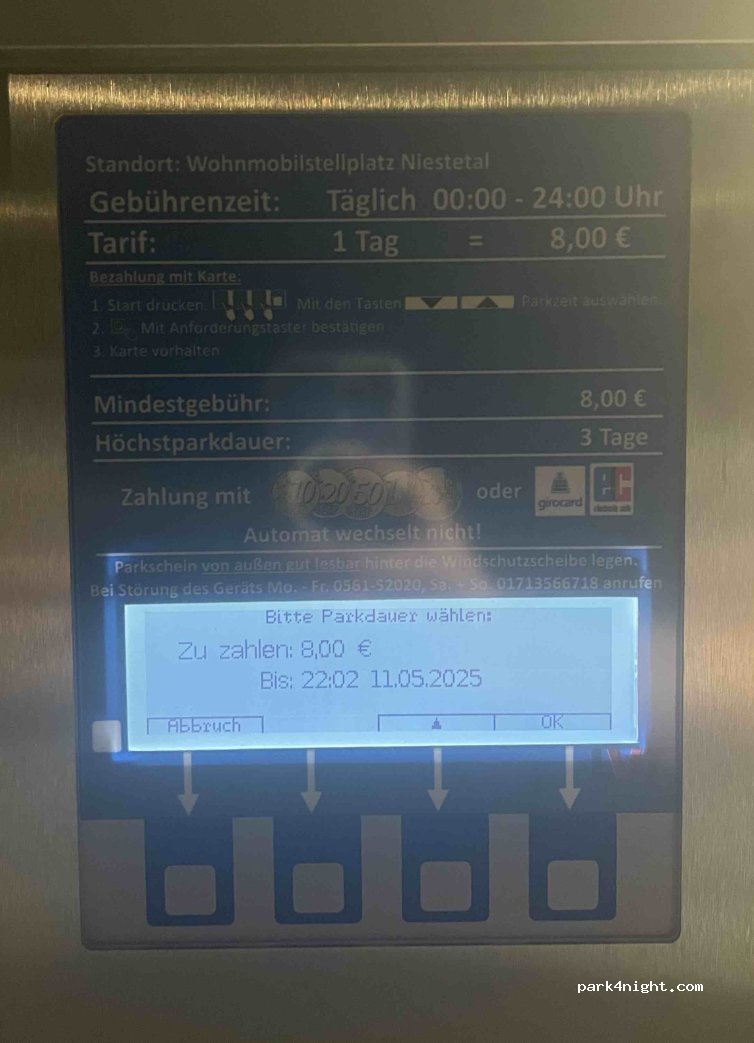 Standort: Wohnmobilstellplatz Niestetal
Gebührenzeit: Täglich 00:00 - 24:00 Uhr
Tarif: 1 Tag = 8,00 €
Bezahlung mit Karte:
1. Start drücken. Mit den Tasten Parkzeit auswählen.
2. Mit Anforderungstaster bestätigen
3. Karte vorhalten
Mindestgebühr: 8,00 €
Höchstparkdauer: 3 Tage
Zahlung mit 10 20 50 1 oder girocard
Automat wechselt nicht!
Parkschein von außen gut lesbar hinter die Windschutzscheibe legen.
Bei Störung des Geräts Mo. - Fr. 0561-52020, Sa. + So. 01713566718 anrufen
Bitte Parkdauer wählen:
Zu zahlen: 8,00 €
Bis: 22:02 11.05.2025
Abbruch OK
park4night.com